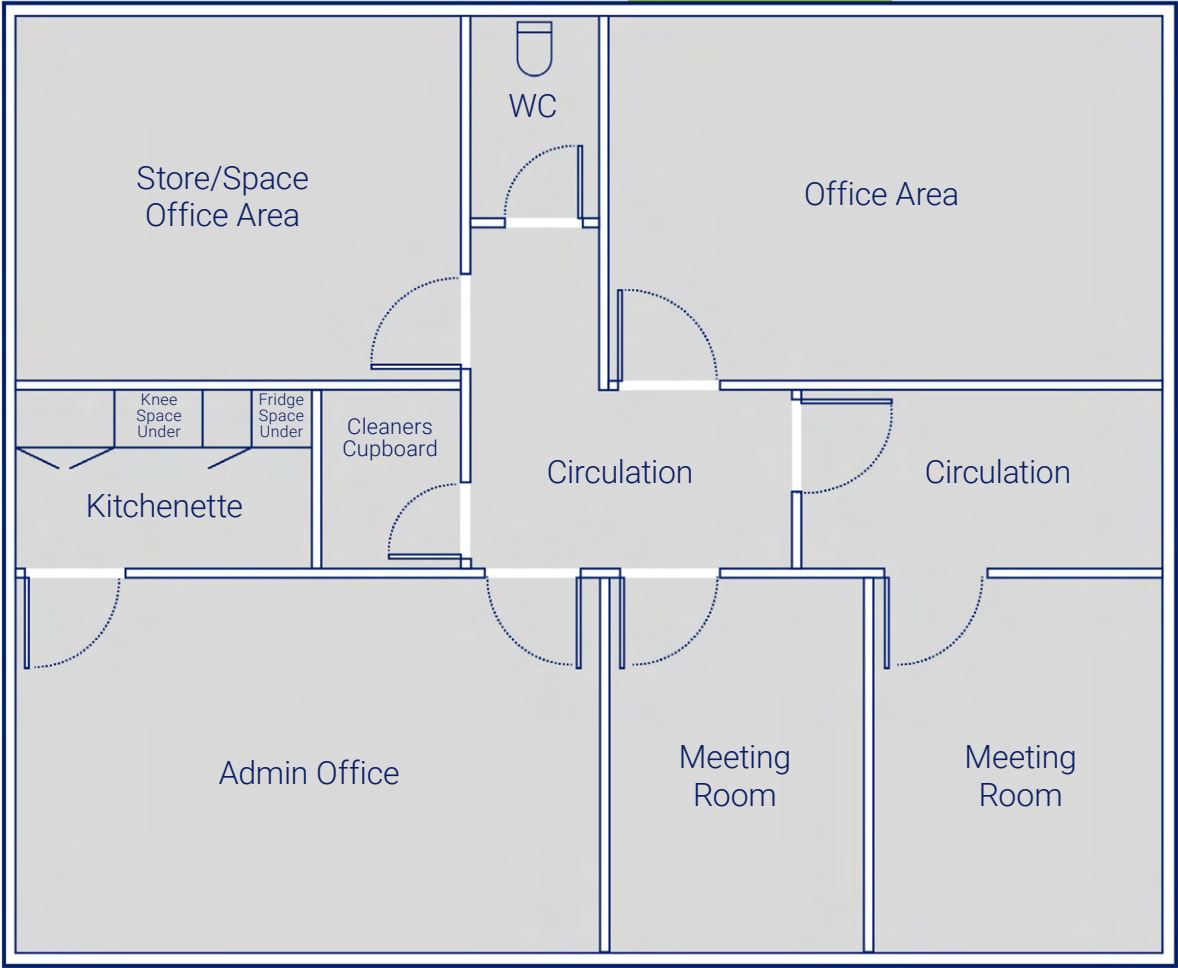 WC
Store/Space
Office Area
Office Area
Knee
Space
Under
Fridge
Space
Under
Cleaners
Cupboard
Kitchenette
Circulation
Circulation
Admin Office
Meeting
Room
Meeting
Room